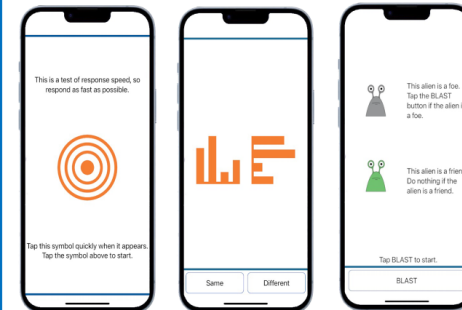 This is a test of response speed, so
respond as fast as possible.
Tap this symbol quickly when it appears.
Tap the symbol above to start.
Same
Different
This alien is a foe.
Tap the BLAST
button if the alien i
a foe.
This alien is a frien
Do nothing if the
alien is a friend.
Tap BLAST to start.
BLAST